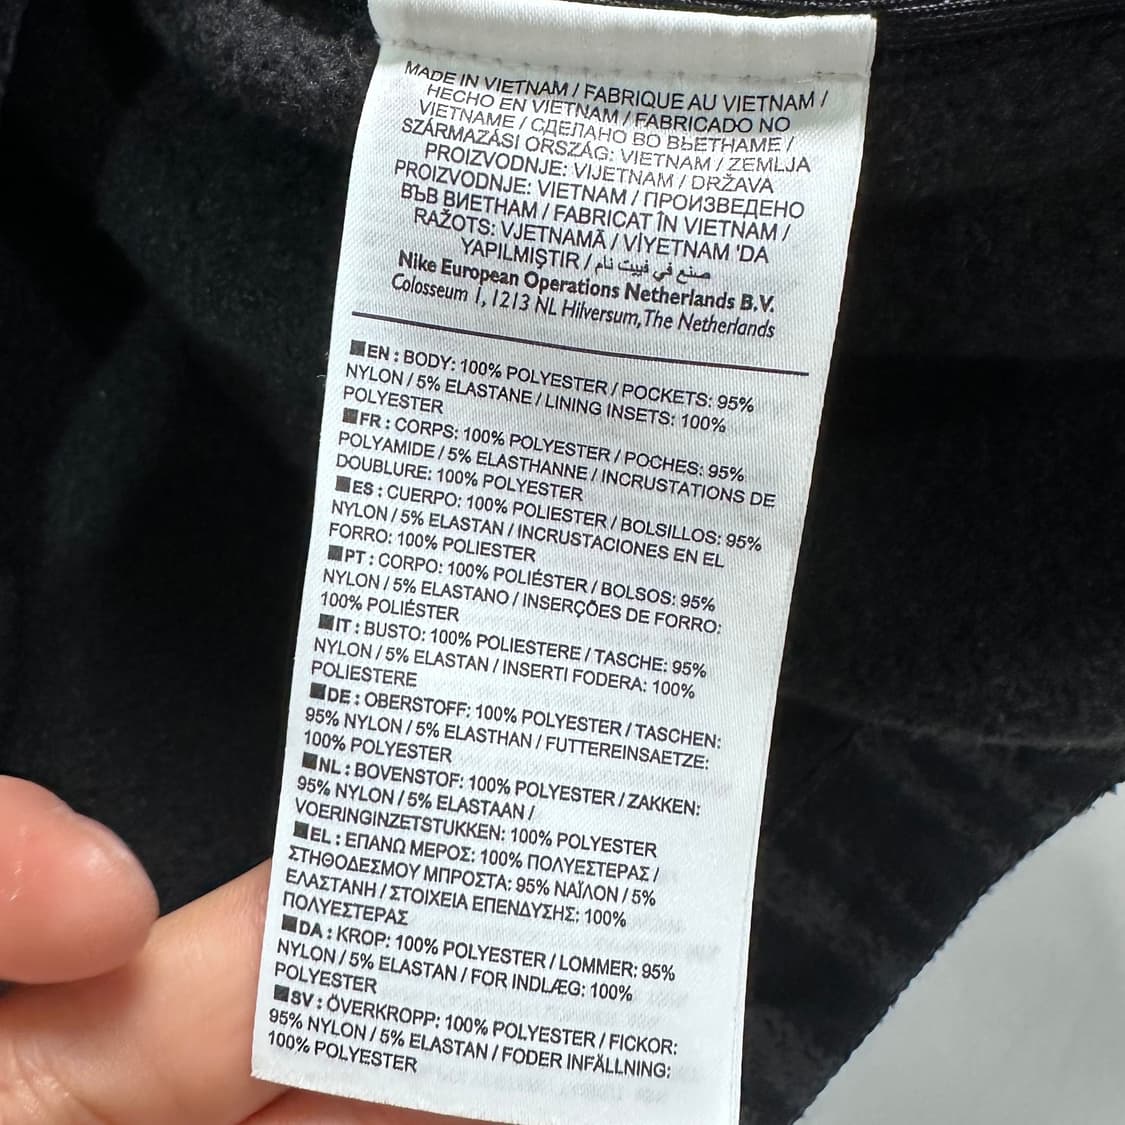 MADE IN VIETNAM / FABRIQUE AU VIETNAM /
HECHO EN VIETNAM / FABRICADO NO
VIETNAME / СДЕЛАНО ВО ВЬЕТНАМЕ /
SZÁRMAZÁSI ORSZÁG: VIETNAM / ZEMLJA
PROIZVODNJE: VIJETNAM / DRŽAVA
PROIZVODNJE: VIETNAM / ПРОИЗВЕДЕНО
ВЪВ ВИЕТНАМ / FABRICAT ÎN VIETNAM /
RAŽOTS: VJETNAMĀ / VİYETNAM 'DA
YAPILMIŞTIR / صنع في فييت نام
Nike European Operations Netherlands B.V.
Colosseum 1, 1213 NL Hilversum, The Netherlands
■EN : BODY: 100% POLYESTER / POCKETS: 95%
NYLON / 5% ELASTANE / LINING INSETS: 100%
POLYESTER
■FR : CORPS: 100% POLYESTER / POCHES: 95%
POLYAMIDE / 5% ELASTHANNE / INCRUSTATIONS DE
DOUBLURE: 100% POLYESTER
■ES : CUERPO: 100% POLIESTER / BOLSILLOS: 95%
NYLON / 5% ELASTAN / INCRUSTACIONES EN EL
FORRO: 100% POLIESTER
■PT : CORPO: 100% POLIÉSTER / BOLSOS: 95%
NYLON / 5% ELASTANO / INSERÇÕES DE FORRO:
100% POLIÉSTER
■IT : BUSTO: 100% POLIESTERE / TASCHE: 95%
NYLON / 5% ELASTAN / INSERTI FODERA: 100%
POLIESTERE
■DE : OBERSTOFF: 100% POLYESTER / TASCHEN:
95% NYLON / 5% ELASTHAN / FUTTEREINSAETZE:
100% POLYESTER
■NL : BOVENSTOF: 100% POLYESTER / ZAKKEN:
95% NYLON / 5% ELASTAAN /
VOERINGINZETSTUKKEN: 100% POLYESTER
■EL : ΕΠΑΝΩ ΜΕΡΟΣ: 100% ΠΟΛΥΕΣΤΕΡΑΣ /
ΣΤΗΘΟΔΕΣΜΟΥ ΜΠΡΟΣΤΑ: 95% ΝΑΪΛΟΝ / 5%
ΕΛΑΣΤΑΝΗ / ΣΤΟΙΧΕΙΑ ΕΠΕΝΔΥΣΗΣ: 100%
ΠΟΛΥΕΣΤΕΡΑΣ
■DA : KROP: 100% POLYESTER / LOMMER: 95%
NYLON / 5% ELASTAN / FOR INDLÆG: 100%
POLYESTER
■SV : ÖVERKROPP: 100% POLYESTER / FICKOR:
95% NYLON / 5% ELASTAN / FODER INFÄLLNING:
100% POLYESTER